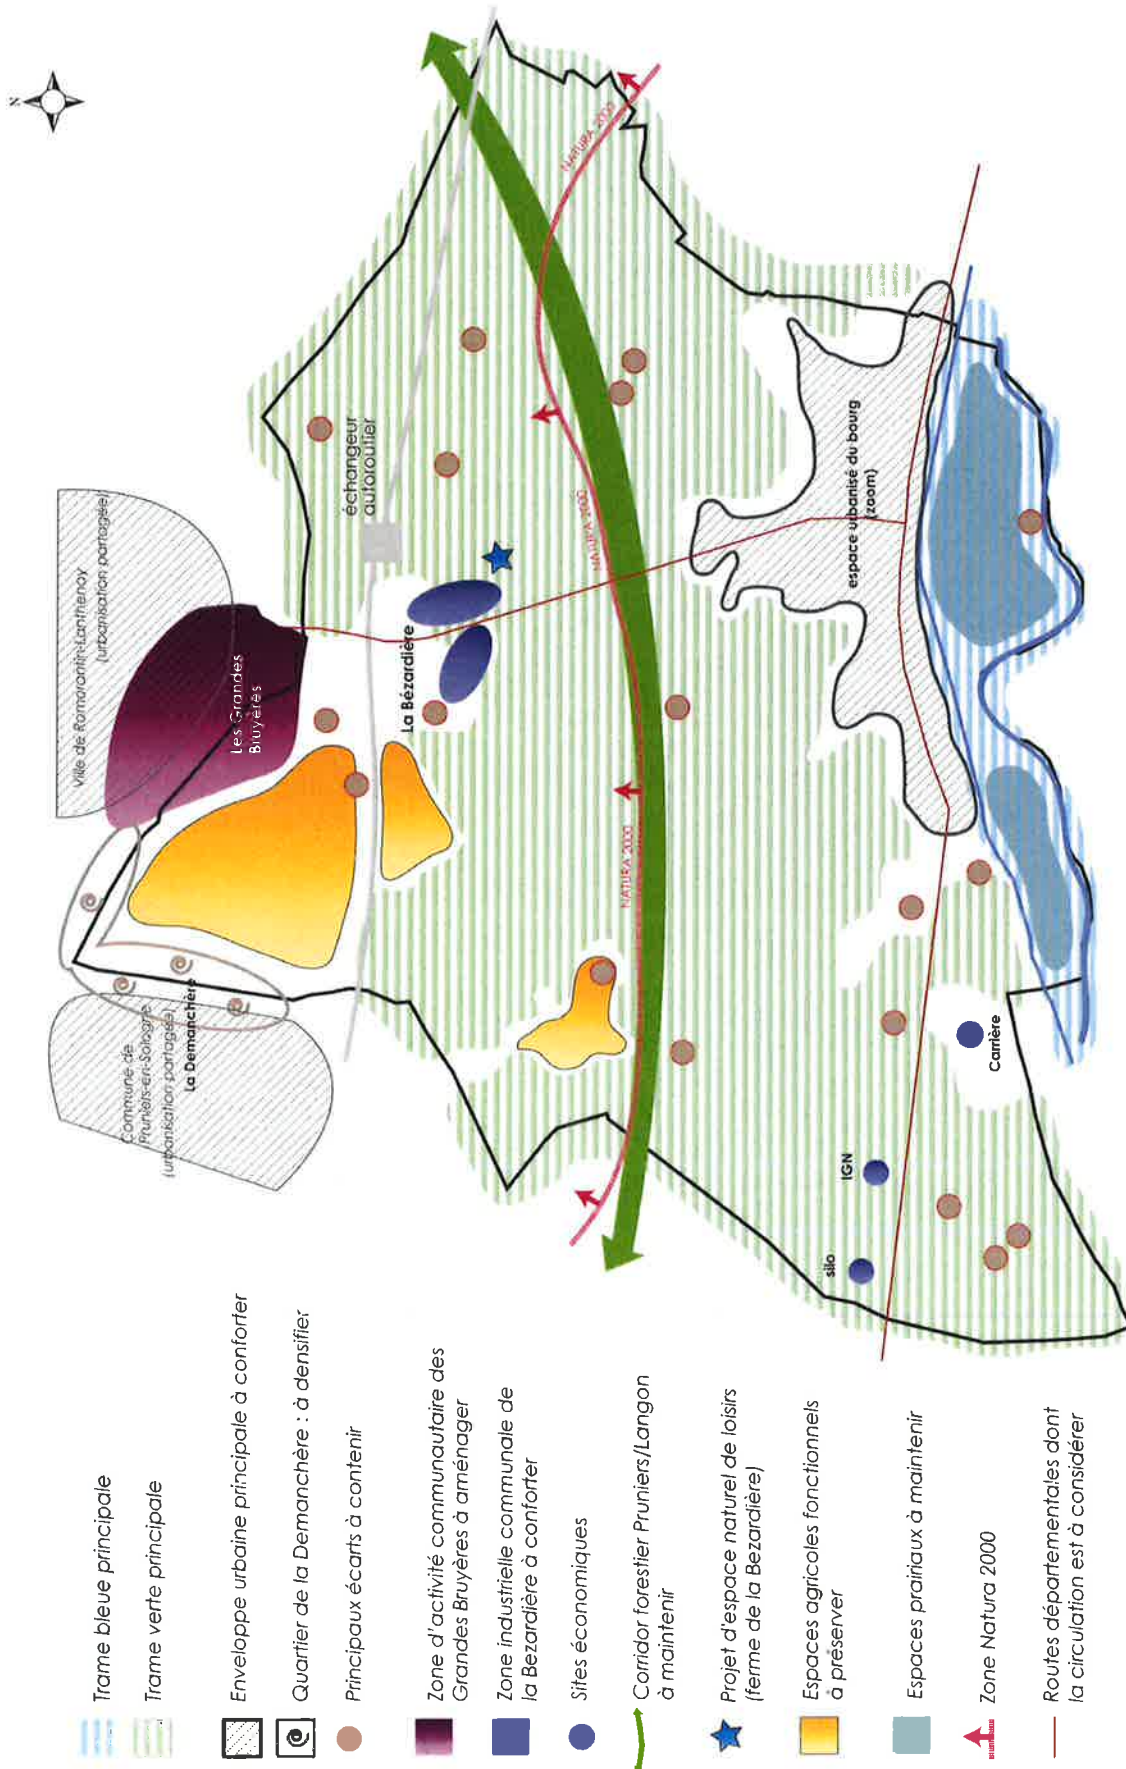 N
Ville de Romorantin-Lanthenay
(urbanisation partagée)
Les Grandes
Bruyères
Commune de
Pruniers-en-Sologne
(urbanisation partagée)
La Demanchère
échangeur
autoroutier
La Bézardière
NATURA 2000
NATURA 2000
NATURA 2000
espace urbanisé du bourg
(zoom)
Carrière
IGN
silo
Trame bleue principale
Trame verte principale
Enveloppe urbaine principale à conforter
Quartier de la Demanchère : à densifier
Principaux écarts à contenir
Zone d'activité communautaire des
Grandes Bruyères à aménager
Zone industrielle communale de
la Bezardière à conforter
Sites économiques
Corridor forestier Pruniers/Langon
à maintenir
Projet d'espace naturel de loisirs
(ferme de la Bezardière)
Espaces agricoles fonctionnels
à préserver
Espaces prairiaux à maintenir
Zone Natura 2000
Routes départementales dont
la circulation est à considérer